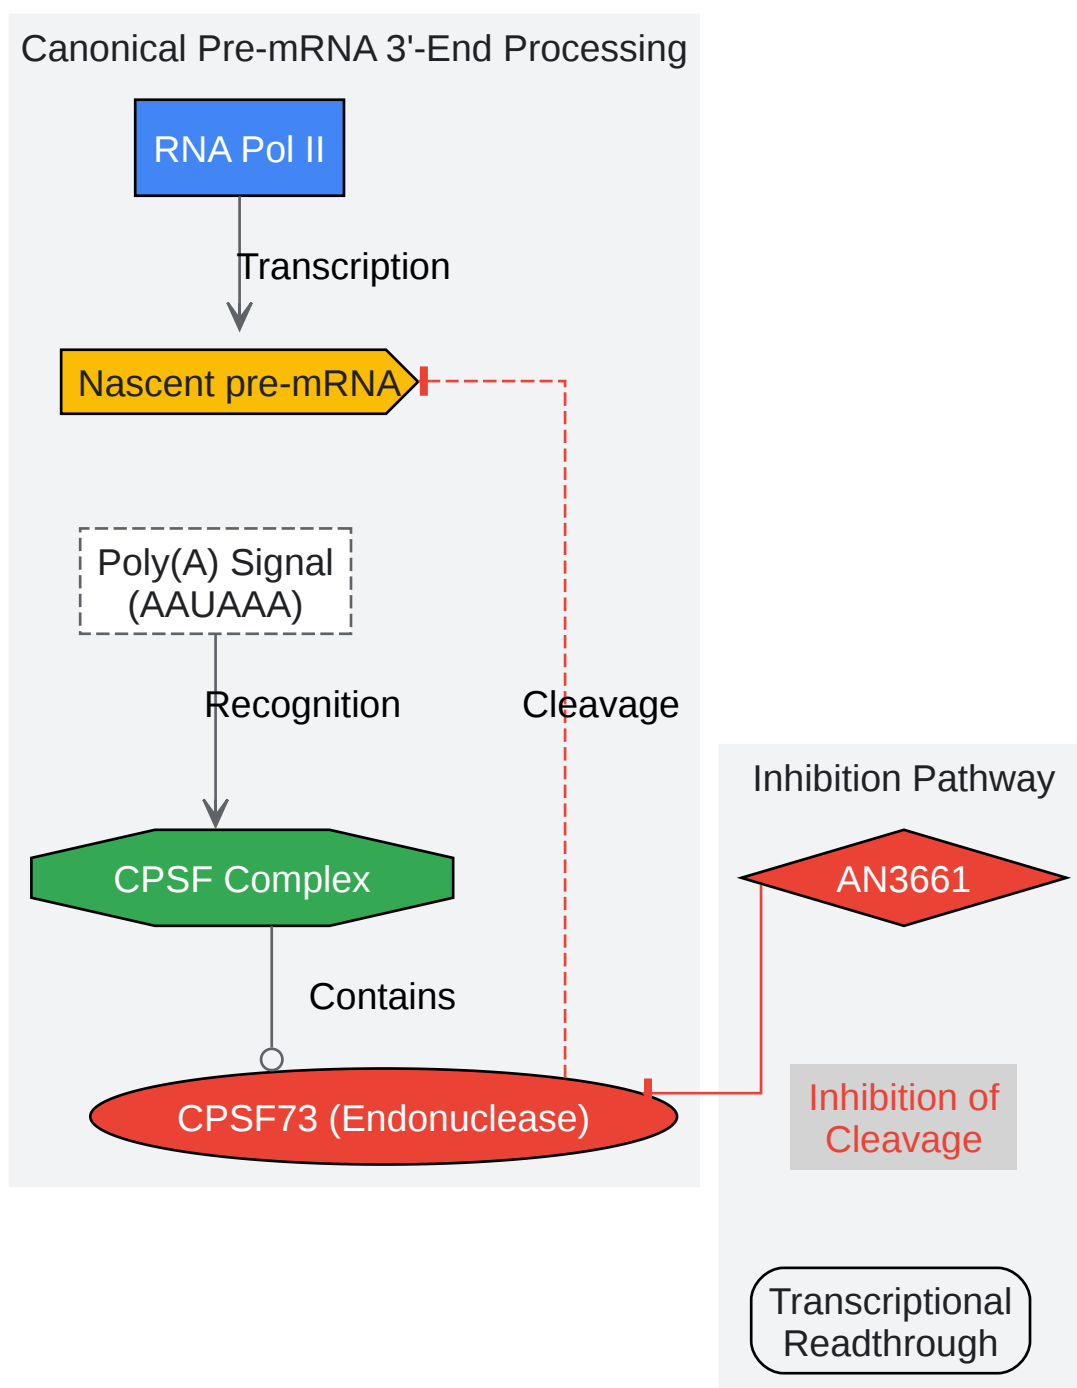 Canonical Pre-mRNA 3'-End Processing
RNA Pol II
Transcription
Nascent pre-mRNA
Poly(A) Signal
(AAUAAA)
Recognition
Cleavage
CPSF Complex
Contains
CPSF73 (Endonuclease)
Inhibition Pathway
AN3661
Inhibition of
Cleavage
Transcriptional
Readthrough